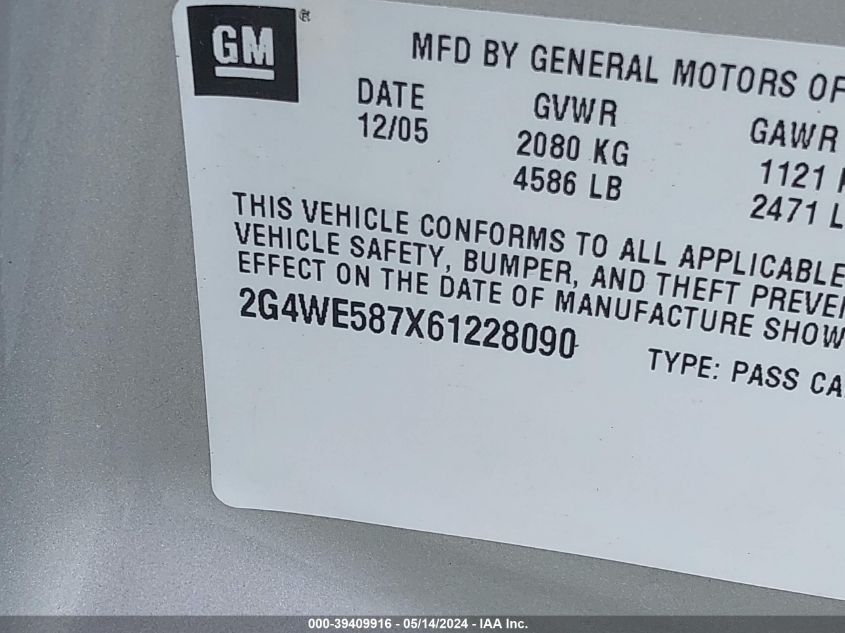 GM®
MFD BY GENERAL MOTORS OF
DATE GVWR GAWR
12/05 2080 KG 1121
4586 LB 2471 L
THIS VEHICLE CONFORMS TO ALL APPLICABLE
VEHICLE SAFETY, BUMPER, AND THEFT PREVE
EFFECT ON THE DATE OF MANUFACTURE SHOW
2G4WE587X61228090 TYPE: PASS CA
000-39409916 - 05/14/2024 - IAA Inc.